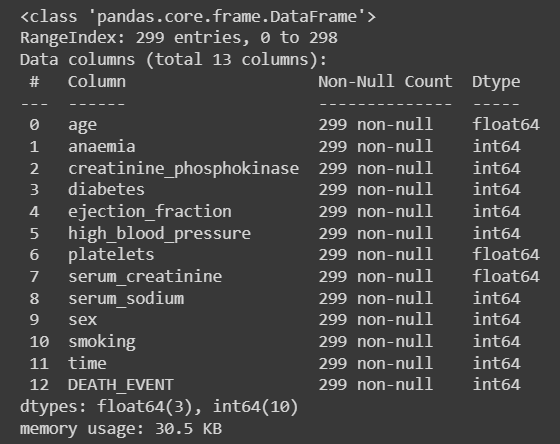 <class 'pandas.core.frame.DataFrame'>
RangeIndex: 299 entries, 0 to 298
Data columns (total 13 columns):
 #   Column                    Non-Null Count  Dtype
---  ------                    --------------  -----
 0   age                       299 non-null    float64
 1   anaemia                   299 non-null    int64
 2   creatinine_phosphokinase  299 non-null    int64
 3   diabetes                  299 non-null    int64
 4   ejection_fraction         299 non-null    int64
 5   high_blood_pressure       299 non-null    int64
 6   platelets                 299 non-null    float64
 7   serum_creatinine          299 non-null    float64
 8   serum_sodium              299 non-null    int64
 9   sex                       299 non-null    int64
 10  smoking                   299 non-null    int64
 11  time                      299 non-null    int64
 12  DEATH_EVENT               299 non-null    int64
dtypes: float64(3), int64(10)
memory usage: 30.5 KB